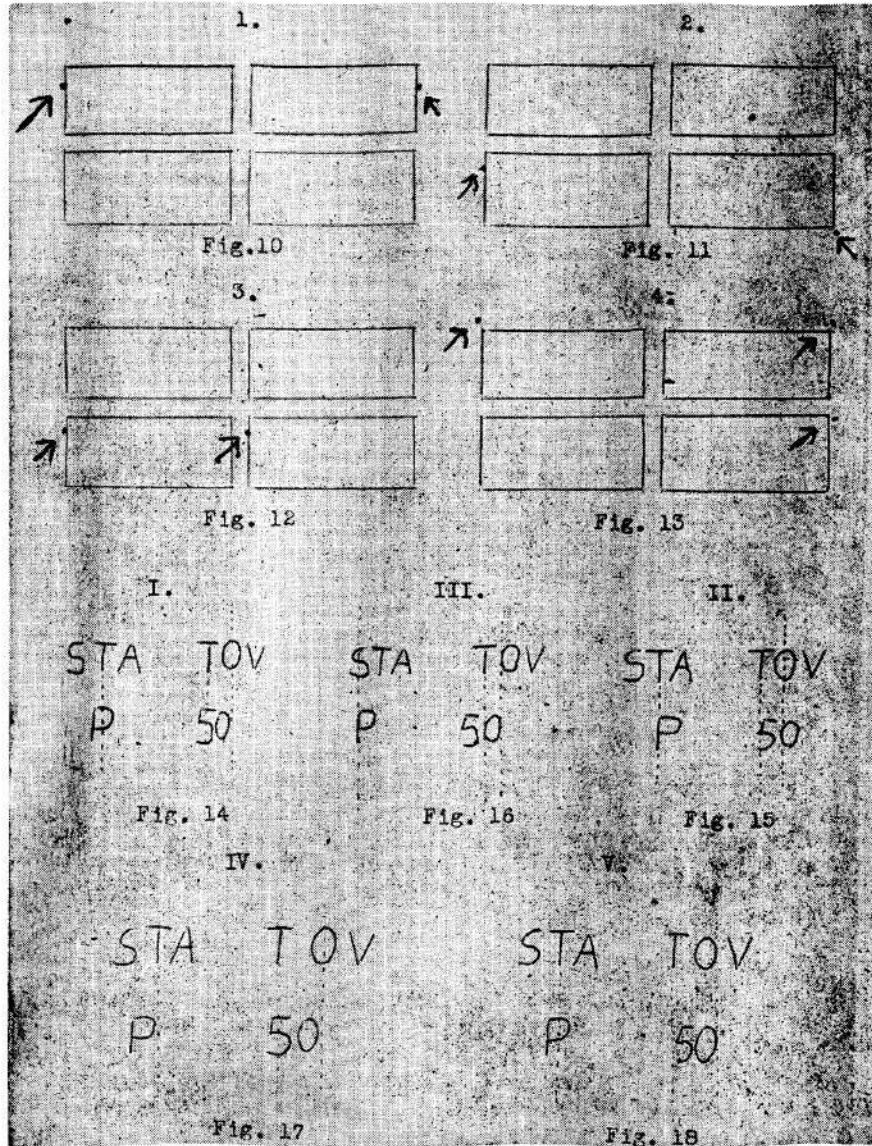 1. 2.
Fig.10 Fig. 11
3. 4.
Fig. 12 Fig. 13
I. III. II.
STA TOV STA TOV STA TOV
P 50 P 50 P 50
Fig. 14 Fig. 16 Fig. 15
IV. V.
STA TOV STA TOV
P 50 P 50
Fig. 17 Fig. 18